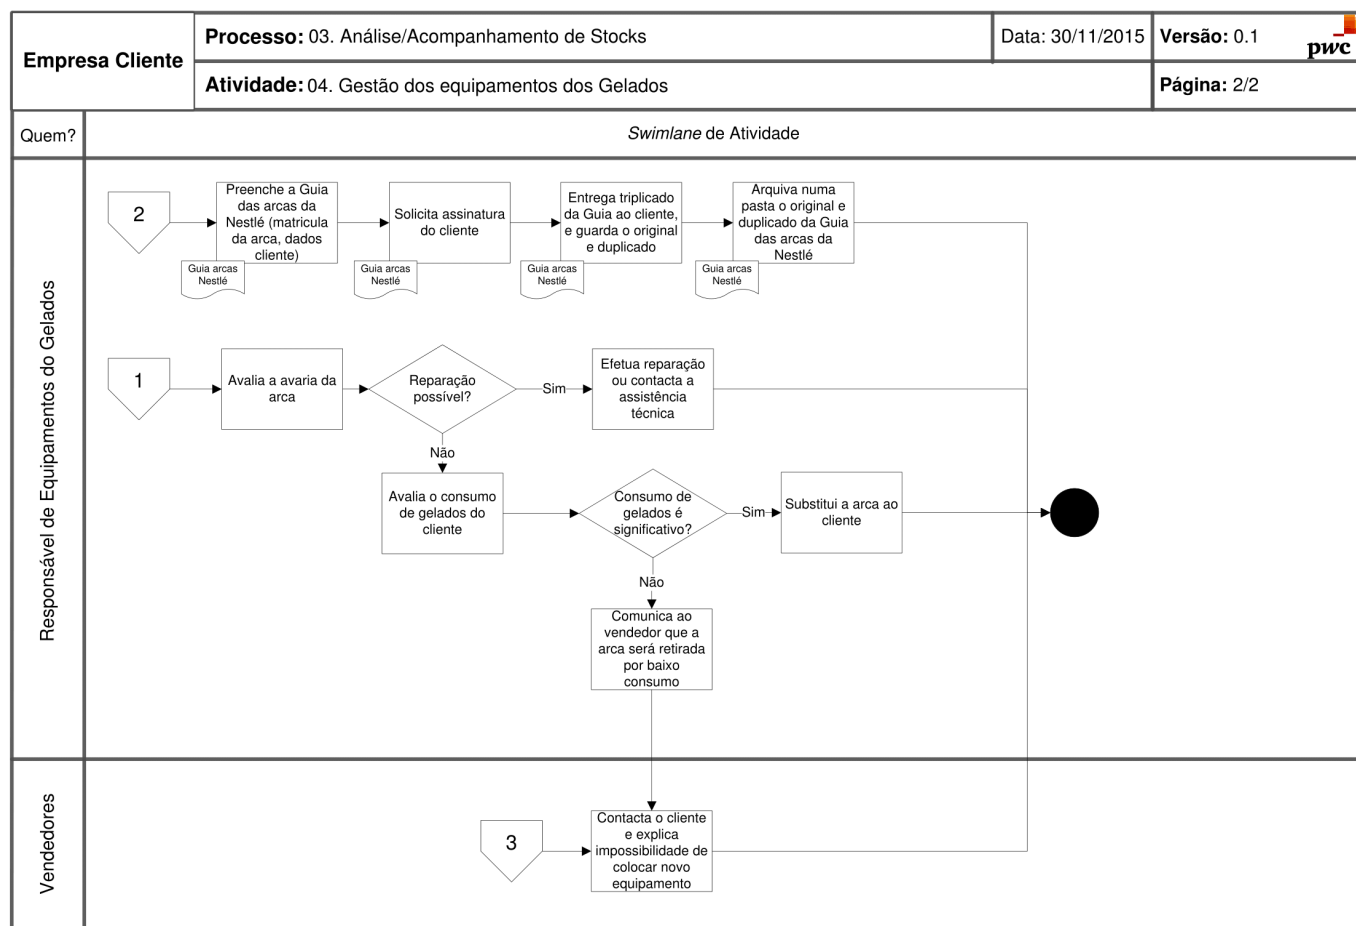 Empresa Cliente
Processo: 03. Análise/Acompanhamento de Stocks
Data: 30/11/2015
Versão: 0.1
pwc
Atividade: 04. Gestão dos equipamentos dos Gelados
Página: 2/2
Quem?
Swimlane de Atividade
Responsável de Equipamentos do Gelados
2
Preenche a Guia
das arcas da
Nestlé (matricula
da arca, dados
cliente)
Guia arcas
Nestlé
Solicita assinatura
do cliente
Guia arcas
Nestlé
Entrega triplicado
da Guia ao cliente,
e guarda o original
e duplicado
Guia arcas
Nestlé
Arquiva numa
pasta o original e
duplicado da Guia
das arcas da
Nestlé
Guia arcas
Nestlé
1
Avalia a avaria da
arca
Reparação
possível?
Sim
Efetua reparação
ou contacta a
assistência
técnica
Não
Avalia o consumo
de gelados do
cliente
Consumo de
gelados é
significativo?
Sim
Substitui a arca ao
cliente
Não
Comunica ao
vendedor que a
arca será retirada
por baixo
consumo
Vendedores
3
Contacta o cliente
e explica
impossibilidade de
colocar novo
equipamento